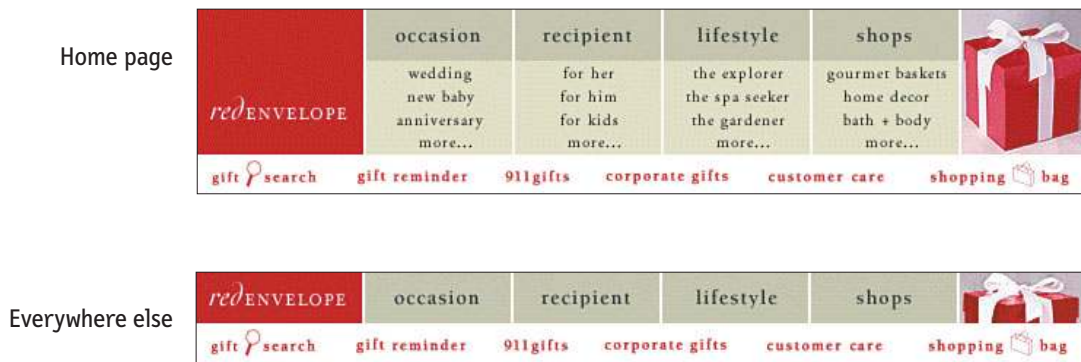 Home page
occasion recipient lifestyle shops
wedding for her the explorer gourmet baskets
new baby for him the spa seeker home decor
redENVELOPE anniversary for kids the gardener bath + body
more... more... more... more...
gift search gift reminder 911gifts corporate gifts customer care shopping bag
Everywhere else
redENVELOPE occasion recipient lifestyle shops
gift search gift reminder 911gifts corporate gifts customer care shopping bag